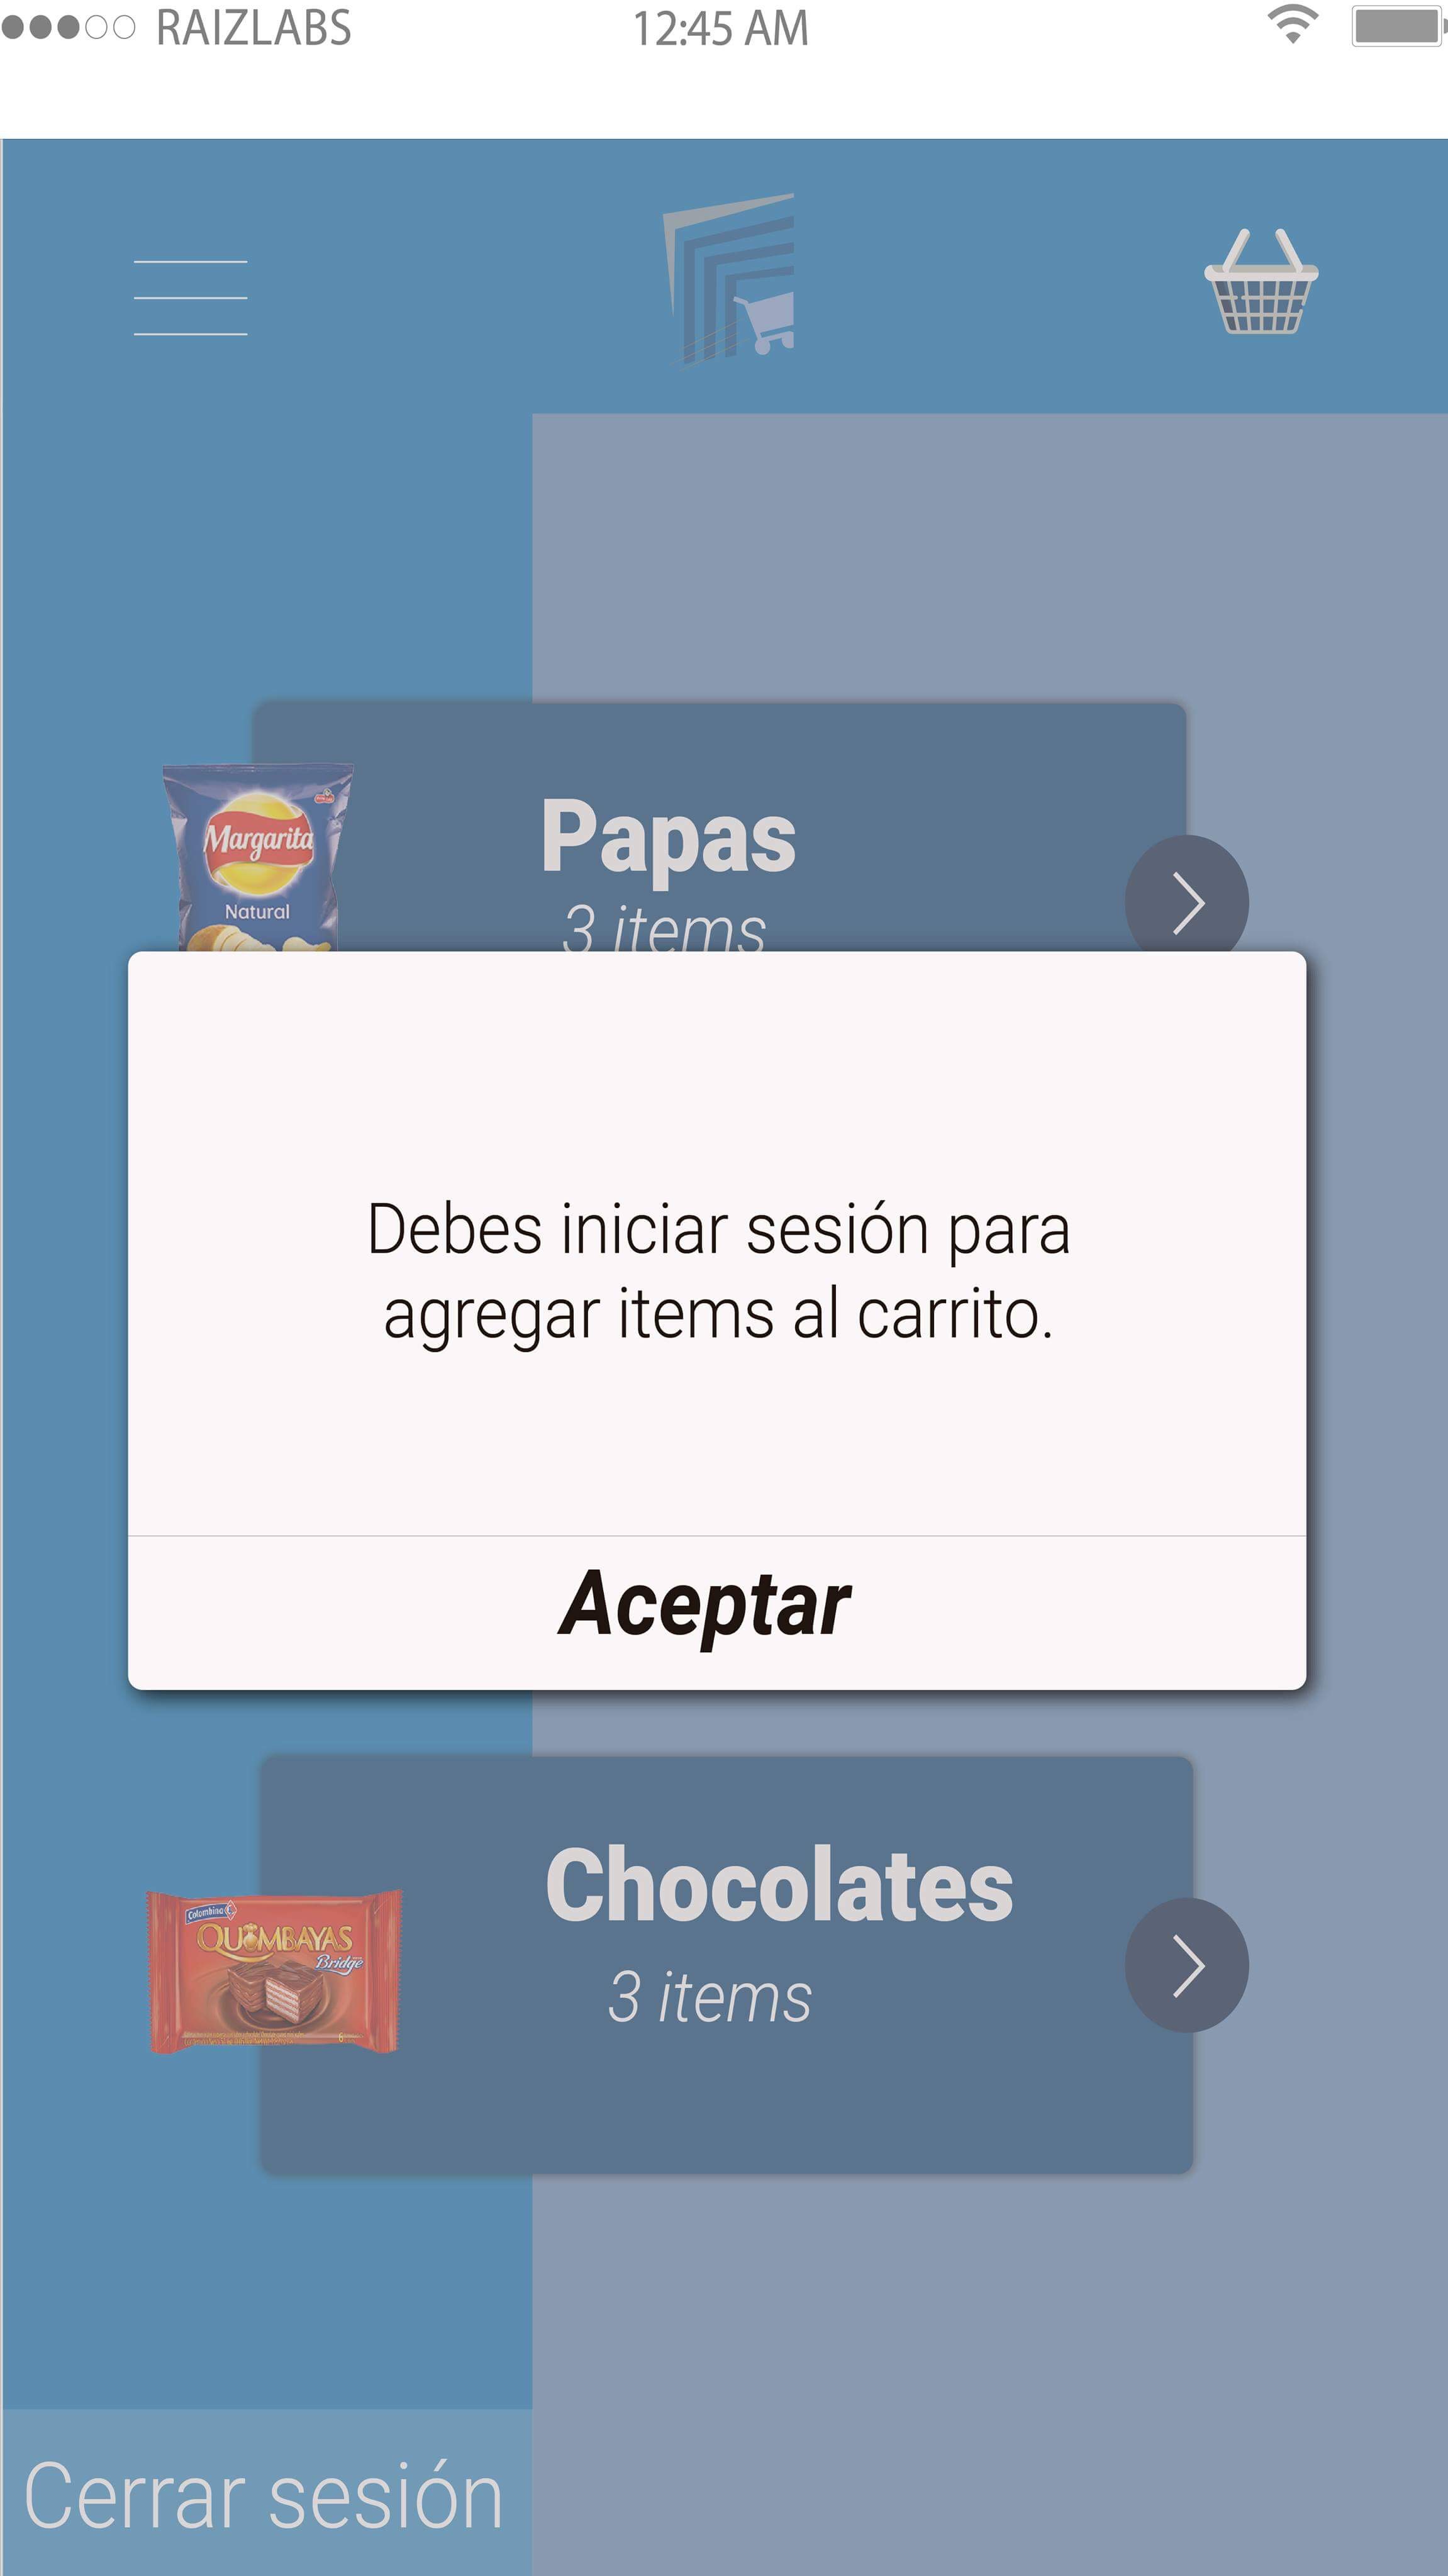 RAIZLABS
12:45 AM
Papas
3 items
Margarita
Natural
Debes iniciar sesión para
agregar items al carrito.
Aceptar
Chocolates
3 items
Colombina
QUIMBAYAS
Bridge
Cerrar sesión